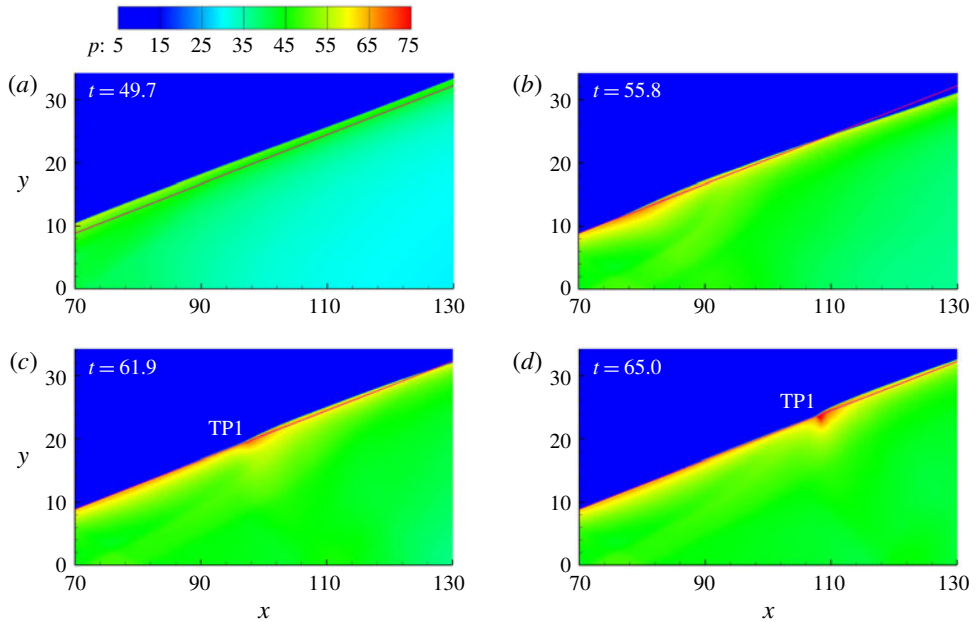 p: 5 15 25 35 45 55 65 75
(a) (b)
t = 49.7 t = 55.8
30 30
y 20 20
10 10
0 0
70 90 110 130 70 90 110 130
(c) (d)
t = 61.9 t = 65.0
30 30
TP1 TP1
y 20 20
10 10
0 0
70 90 110 130 70 90 110 130
x x